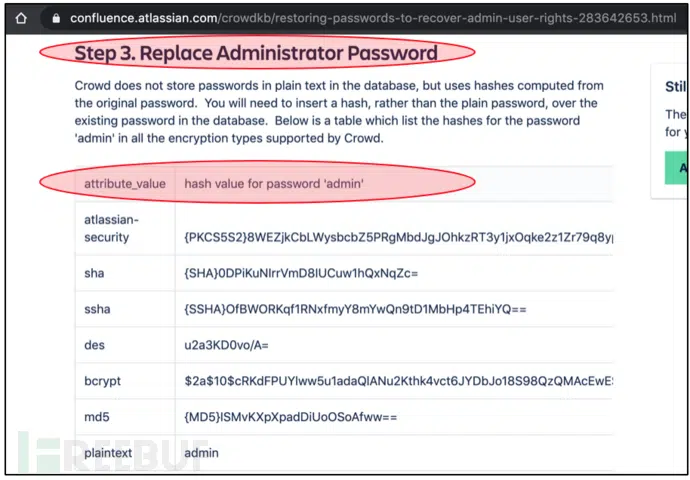 confluence.atlassian.com/crowdkb/restoring-passwords-to-recover-admin-user-rights-283642653.html
Step 3. Replace Administrator Password
Crowd does not store passwords in plain text in the database, but uses hashes computed from
the original password. You will need to insert a hash, rather than the plain password, over the
existing password in the database. Below is a table which list the hashes for the password
'admin' in all the encryption types supported by Crowd.
Stil
The
for y
A
attribute_value hash value for password 'admin'
atlassian-
security {PKCS5S2}8WEZjkCbLWysbcbZ5PRgMbdJgJOhkzRT3y1jxOqke2z1Zr79q8yp
sha {SHA}0DPiKuNIrrVmD8IUCuw1hQxNqZc=
ssha {SSHA}OfBWORKqf1RNxfmyY8mYwQn9tD1MbHp4TEhiYQ==
des u2a3KD0vo/A=
bcrypt $2a$10$cRKdFPUYIww5u1adaQlANu2Kthk4vct6JYDbJo18S98QzQMAcEwES
md5 {MD5}ISMvKXpXpadDiUoOSoAfww==
plaintext admin
FREEBUF